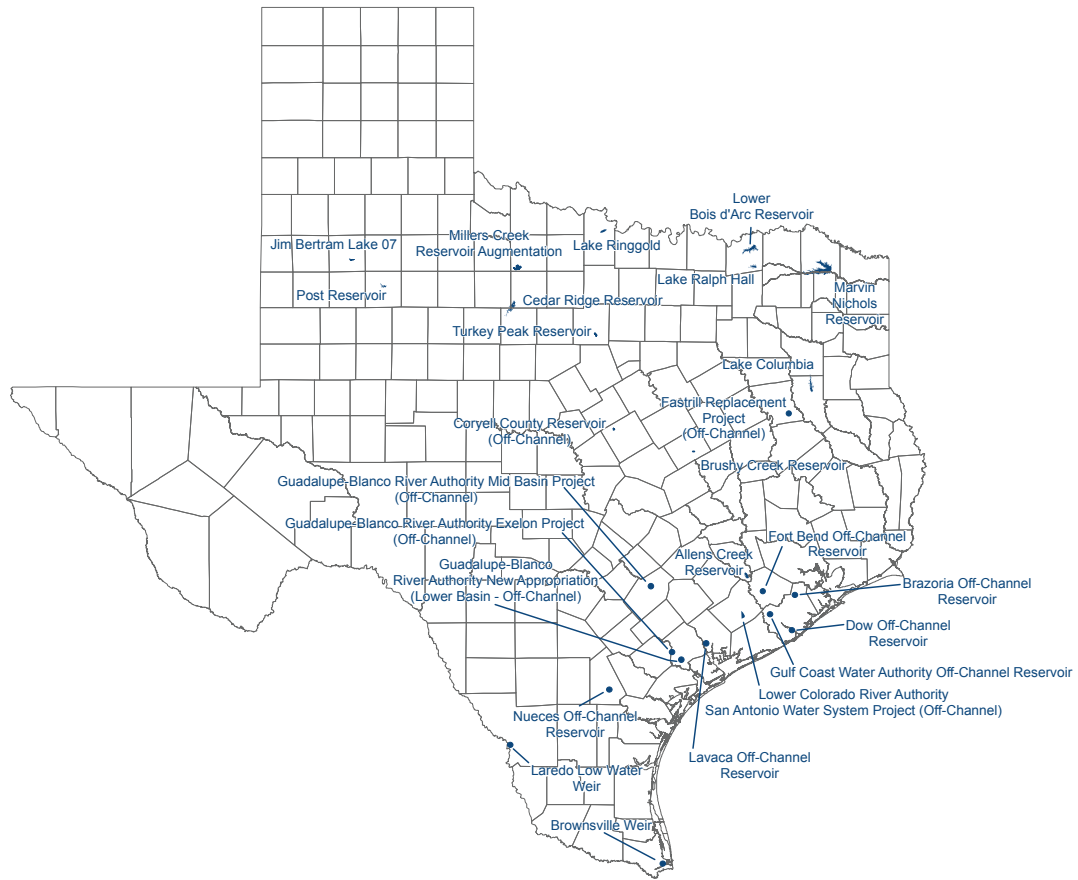 Lower
Bois d'Arc Reservoir
Jim Bertram Lake 07
Millers Creek
Reservoir Augmentation
Lake Ringgold
Lake Ralph Hall
Marvin
Nichols
Reservoir
Post Reservoir
Cedar Ridge Reservoir
Turkey Peak Reservoir
Lake Columbia
Fastrill Replacement
Project
(Off-Channel)
Coryell County Reservoir
(Off-Channel)
Brushy Creek Reservoir
Guadalupe-Blanco River Authority Mid Basin Project
(Off-Channel)
Guadalupe-Blanco River Authority Exelon Project
(Off-Channel)
Guadalupe-Blanco
River Authority New Appropriation
(Lower Basin - Off-Channel)
Allens Creek
Reservoir
Fort Bend Off-Channel
Reservoir
Brazoria Off-Channel
Reservoir
Dow Off-Channel
Reservoir
Gulf Coast Water Authority Off-Channel Reservoir
Lower Colorado River Authority
San Antonio Water System Project (Off-Channel)
Nueces Off-Channel
Reservoir
Lavaca Off-Channel
Reservoir
Laredo Low Water
Weir
Brownsville Weir